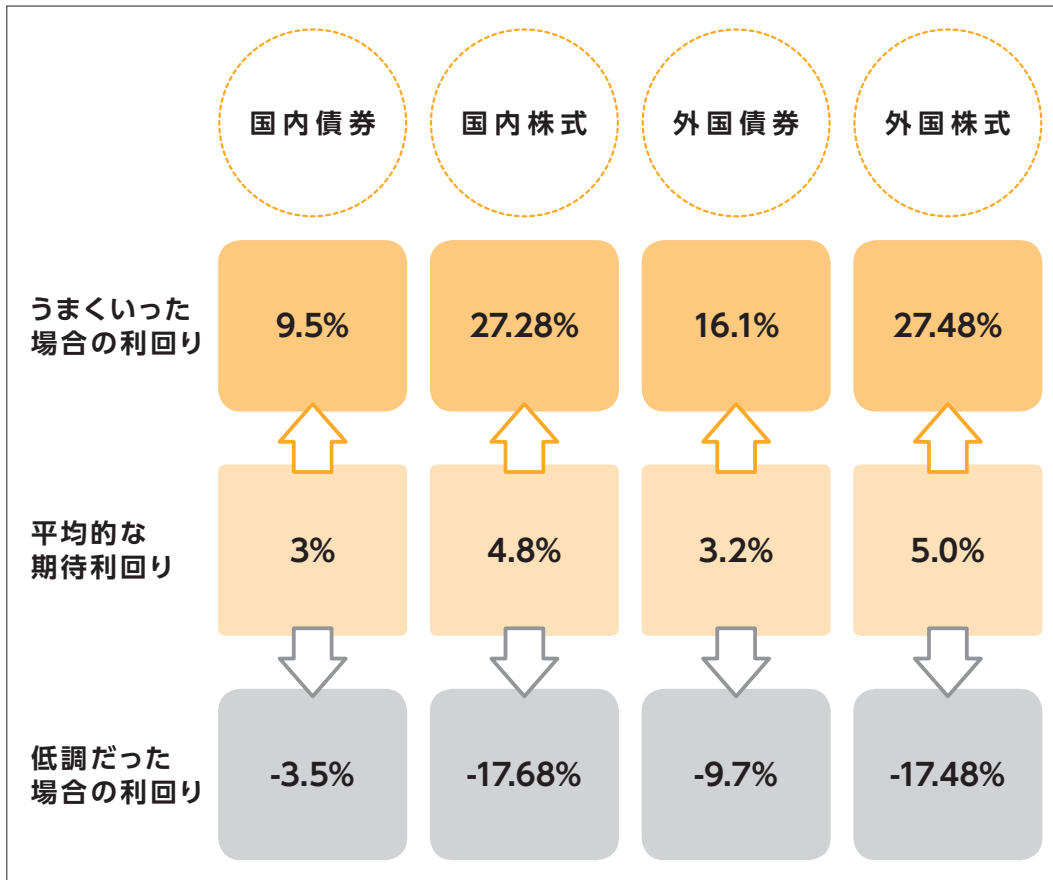 国内債券
国内株式
外国債券
外国株式
うまくいった
場合の利回り
9.5%
27.28%
16.1%
27.48%
平均的な
期待利回り
3%
4.8%
3.2%
5.0%
低調だった
場合の利回り
-3.5%
-17.68%
-9.7%
-17.48%